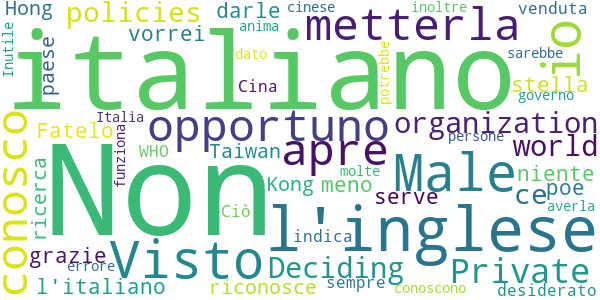 Hong policies darle cinese inoltre venduta
vorrei anima metterla io
Inutile paese italiano dato potrebbe sarebbe
Cina stella governo
conosco Fatelo Italia opportuno organization
funziona WHO Taiwan apre persone world
ricerca Non Kong meno molte Male ce niente
Ciò serve poe averla
grazie Visto indica l'inglese
errore Deciding sempre Private
l'italiano riconosce conoscono desiderato